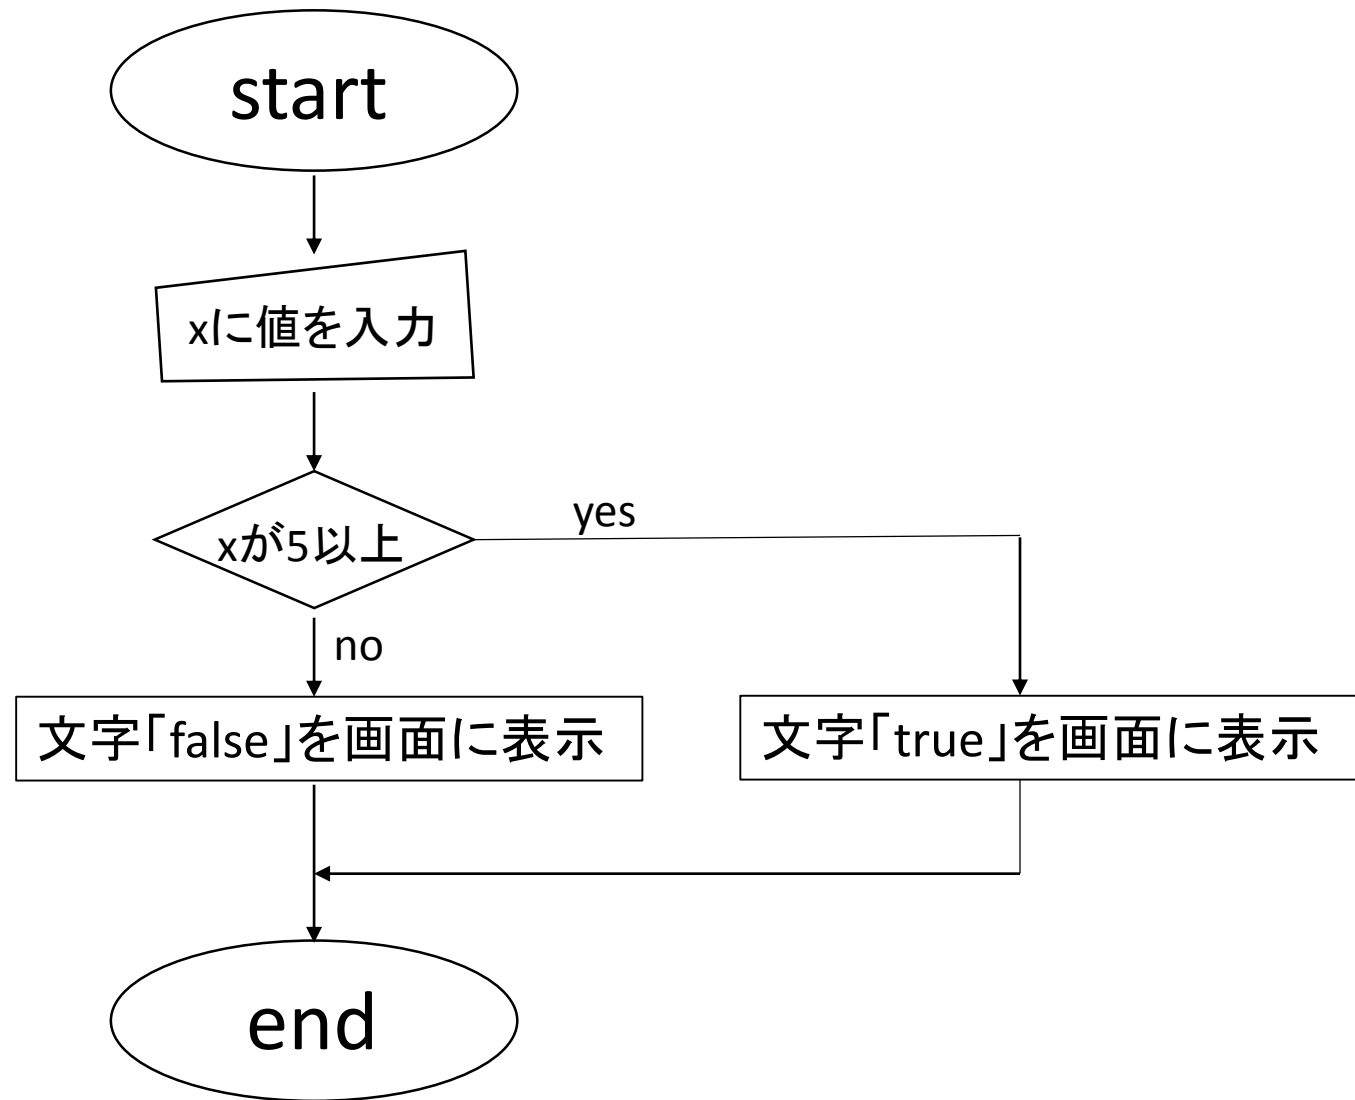 start
xに値を入力
xが5以上
yes
no
文字「false」を画面に表示
文字「true」を画面に表示
end